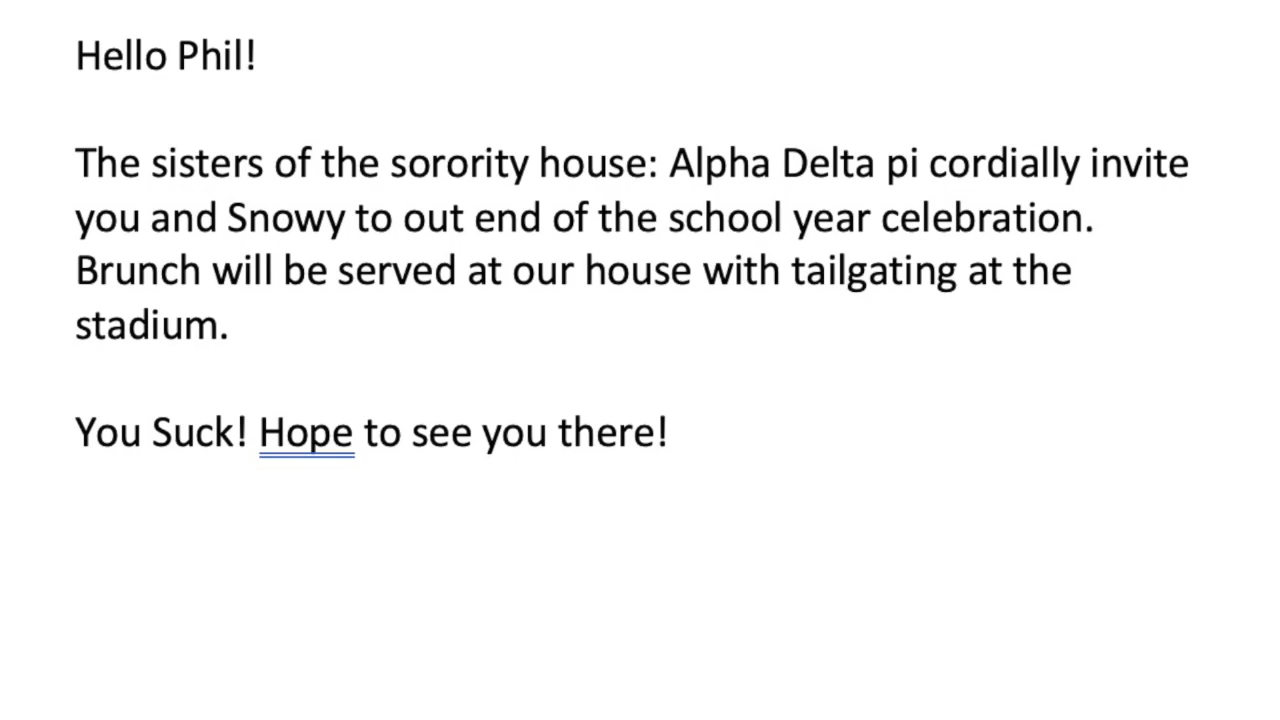 Hello Phil!
The sisters of the sorority house: Alpha Delta pi cordially invite
you and Snowy to out end of the school year celebration.
Brunch will be served at our house with tailgating at the
stadium.
You Suck! Hope to see you there!